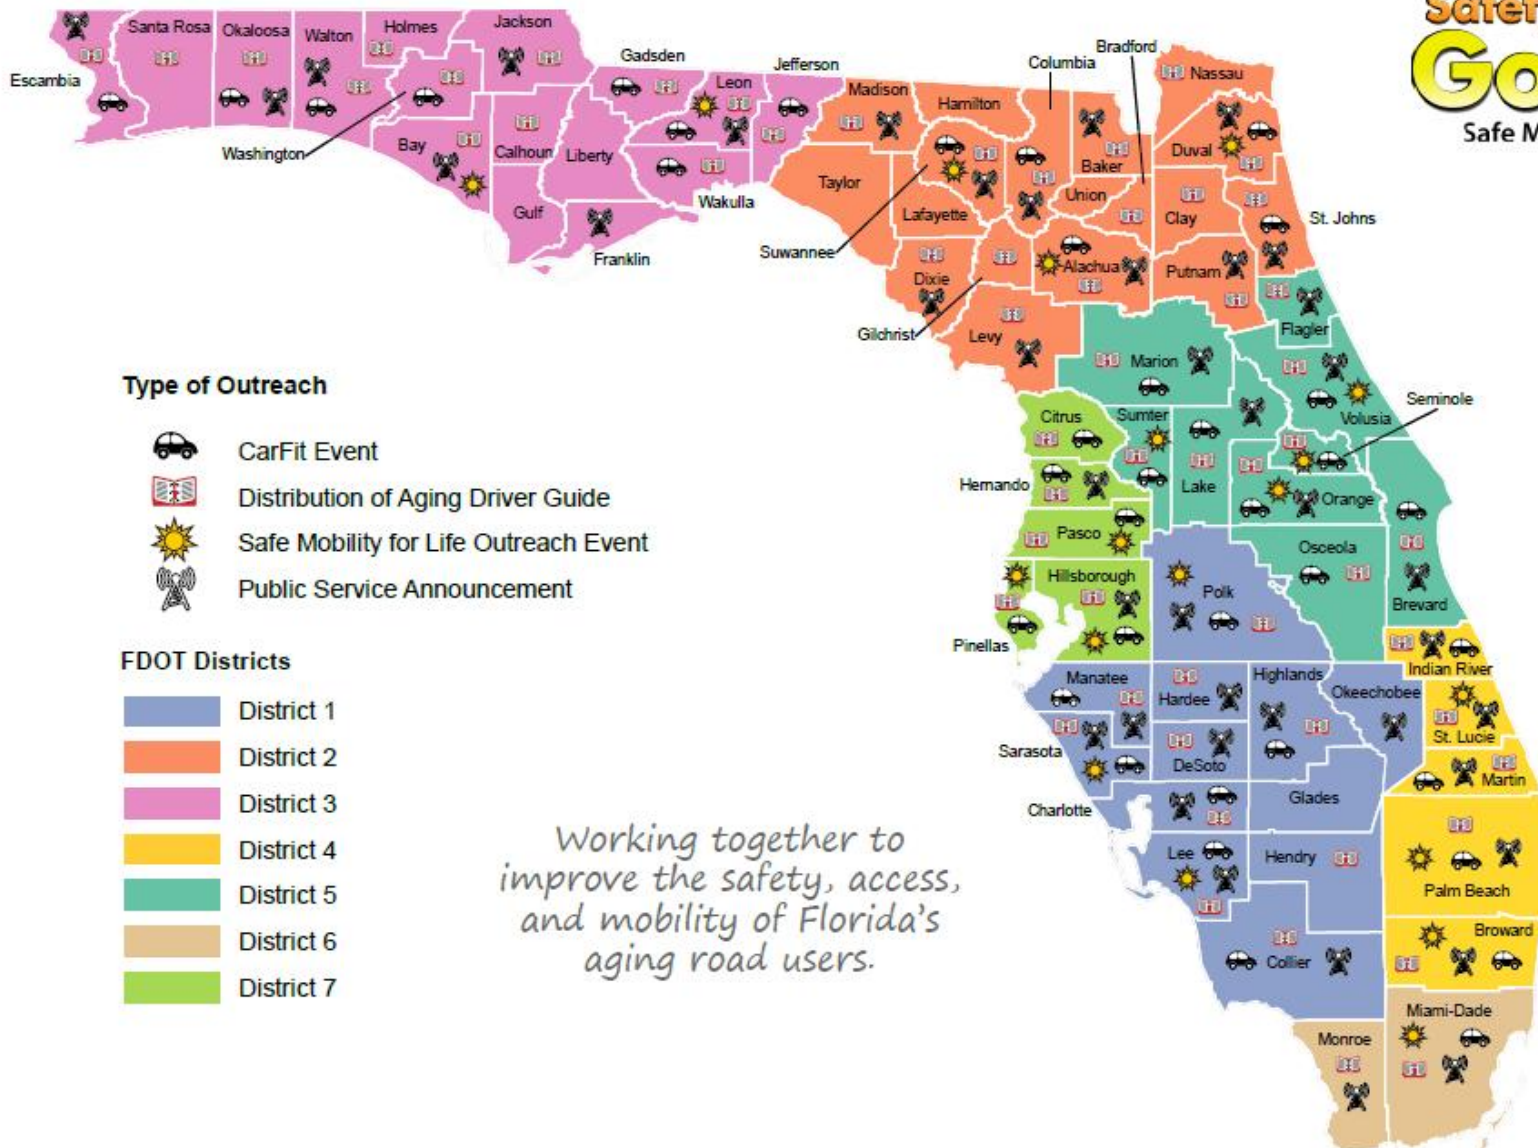 Safet
Go
Safe M
Escambia
Santa Rosa
Okaloosa
Walton
Holmes
Jackson
Washington
Bay
Calhoun
Gulf
Liberty
Franklin
Gadsden
Leon
Wakulla
Jefferson
Madison
Taylor
Hamilton
Suwannee
Lafayette
Dixie
Gilchrist
Levy
Columbia
Baker
Bradford
Union
Alachua
Nassau
Duval
Clay
St. Johns
Putnam
Flagler
Marion
Volusia
Seminole
Citrus
Sumter
Lake
Orange
Hernando
Pasco
Osceola
Brevard
Hillsborough
Pinellas
Polk
Indian River
Manatee
Hardee
Highlands
Okeechobee
St. Lucie
Sarasota
DeSoto
Martin
Charlotte
Glades
Lee
Hendry
Palm Beach
Collier
Broward
Monroe
Miami-Dade
Type of Outreach
CarFit Event
Distribution of Aging Driver Guide
Safe Mobility for Life Outreach Event
Public Service Announcement
FDOT Districts
District 1
District 2
District 3
District 4
District 5
District 6
District 7
Working together to
improve the safety, access,
and mobility of Florida's
aging road users.